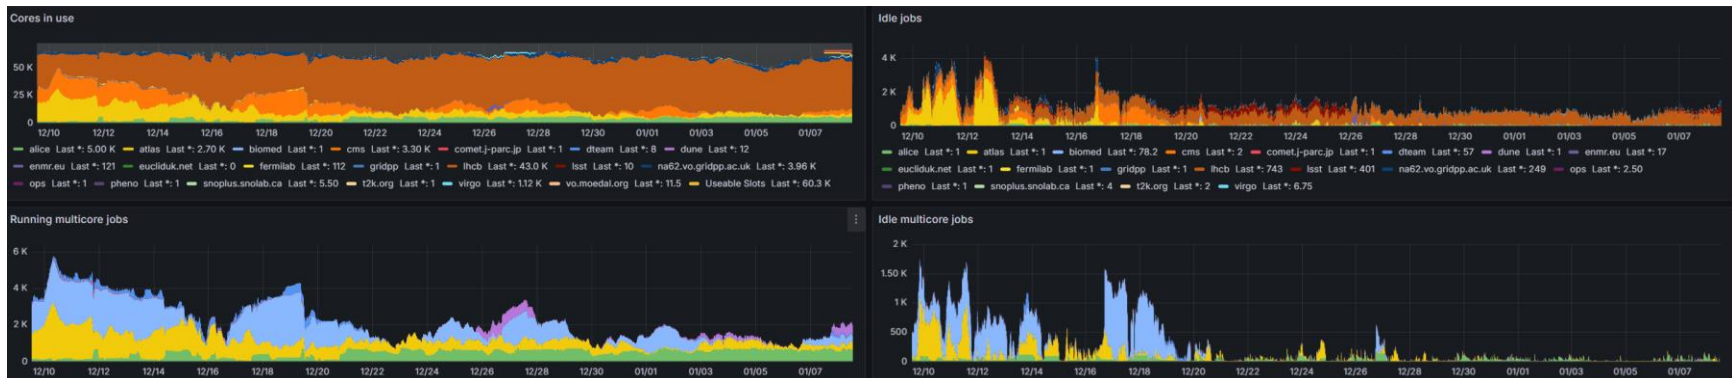 Cores in use
50 K
25 K
0
12/10 12/12 12/14 12/16 12/18 12/20 12/22 12/24 12/26 12/28 12/30 01/01 01/03 01/05 01/07
alice Last *: 5.00 K atlas Last *: 2.70 K biomed Last *: 1 cms Last *: 3.30 K comet.j-parc.jp Last *: 1 dteam Last *: 8 dune Last *: 12
enmr.eu Last *: 121 eucliduk.net Last *: 0 fermilab Last *: 112 gridpp Last *: 1 lhcb Last *: 43.0 K lsst Last *: 10 na62.vo.gridpp.ac.uk Last *: 3.96 K
ops Last *: 1 pheno Last *: 1 snoplus.snolab.ca Last *: 5.50 t2k.org Last *: 1 virgo Last *: 1.12 K vo.moedal.org Last *: 11.5 Useable Slots Last *: 60.3 K
Idle jobs
4 K
2 K
0
12/10 12/12 12/14 12/16 12/18 12/20 12/22 12/24 12/26 12/28 12/30 01/01 01/03 01/05 01/07
alice Last *: 1 atlas Last *: 1 biomed Last *: 78.2 cms Last *: 2 comet.j-parc.jp Last *: 1 dteam Last *: 57 dune Last *: 1 enmr.eu Last *: 17
eucliduk.net Last *: 1 fermilab Last *: 1 gridpp Last *: 1 lhcb Last *: 743 lsst Last *: 401 na62.vo.gridpp.ac.uk Last *: 249 ops Last *: 2.50
pheno Last *: 1 snoplus.snolab.ca Last *: 4 t2k.org Last *: 2 virgo Last *: 6.75
Running multicore jobs
6 K
4 K
2 K
0
12/10 12/12 12/14 12/16 12/18 12/20 12/22 12/24 12/26 12/28 12/30 01/01 01/03 01/05 01/07
Idle multicore jobs
2 K
1.50 K
1 K
500
0
12/10 12/12 12/14 12/16 12/18 12/20 12/22 12/24 12/26 12/28 12/30 01/01 01/03 01/05 01/07